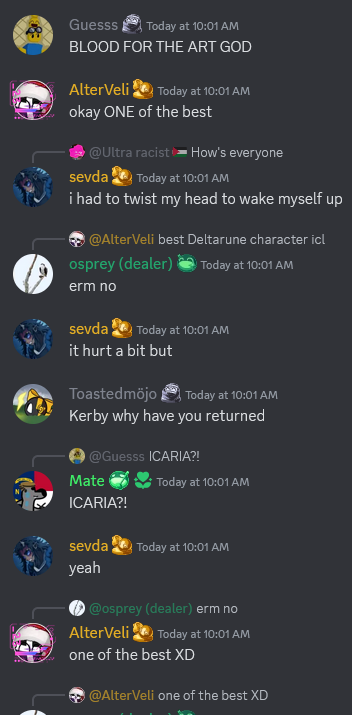 Guesss Today at 10:01 AM
BLOOD FOR THE ART GOD
AlterVeli Today at 10:01 AM
okay ONE of the best
@Ultra racist How's everyone
sevda Today at 10:01 AM
i had to twist my head to wake myself up
@AlterVeli best Deltarune character icl
osprey (dealer) Today at 10:01 AM
erm no
sevda Today at 10:01 AM
it hurt a bit but
Toastedmöjo Today at 10:01 AM
Kerby why have you returned
@Guesss ICARIA?!
Mate Today at 10:01 AM
ICARIA?!
sevda Today at 10:01 AM
yeah
@osprey (dealer) erm no
AlterVeli Today at 10:01 AM
one of the best XD
@AlterVeli one of the best XD